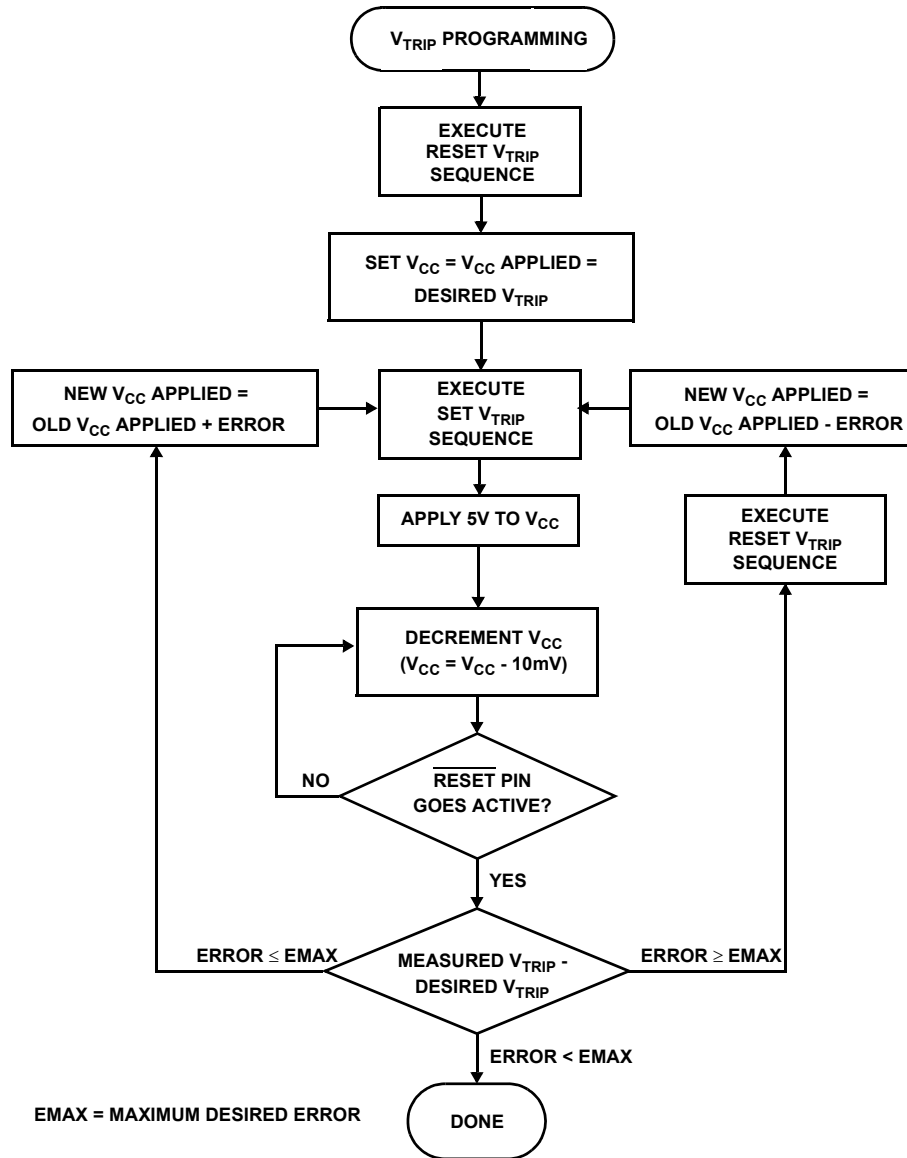 VTRIP PROGRAMMING
EXECUTE
RESET VTRIP
SEQUENCE
SET VCC = VCC APPLIED =
DESIRED VTRIP
NEW VCC APPLIED =
OLD VCC APPLIED + ERROR
EXECUTE
SET VTRIP
SEQUENCE
NEW VCC APPLIED =
OLD VCC APPLIED - ERROR
APPLY 5V TO VCC
EXECUTE
RESET VTRIP
SEQUENCE
DECREMENT VCC
(VCC = VCC - 10mV)
NO
RESET PIN
GOES ACTIVE?
YES
ERROR ≤ EMAX
MEASURED VTRIP -
DESIRED VTRIP
ERROR ≥ EMAX
ERROR < EMAX
EMAX = MAXIMUM DESIRED ERROR
DONE